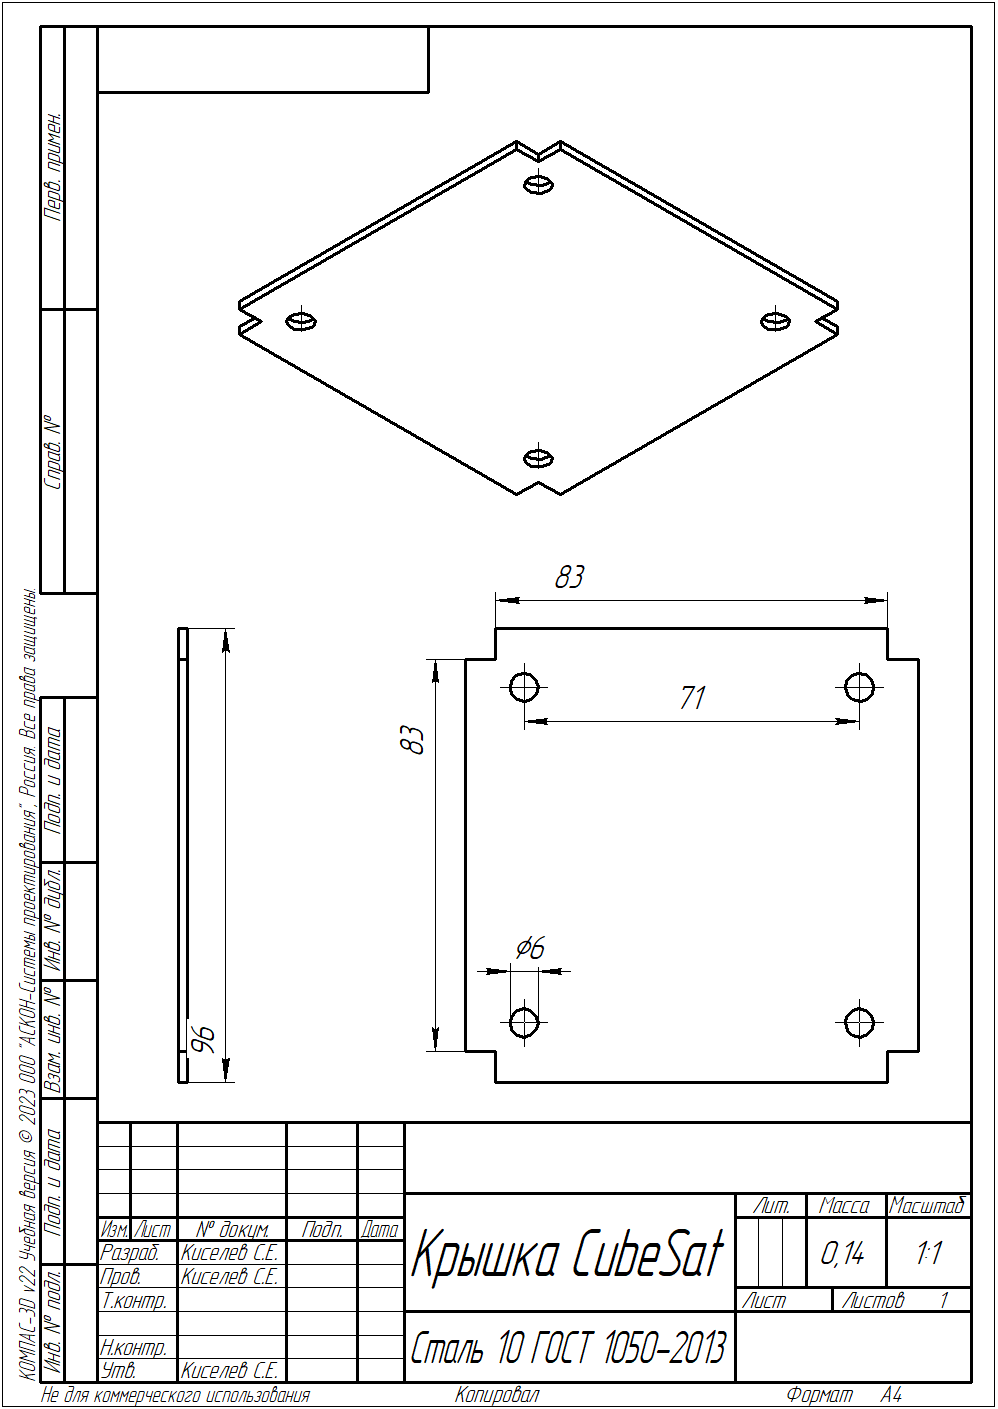 Перв. примен.
Справ. №
83
83
71
⌀6
96
Подп. и дата
Инв. № дубл.
Взам. инв. №
Подп. и дата
Инв. № подл.
КОМПАС-3D v22 Учебная версия © 2023 ООО "АСКОН-Системы проектирования", Россия. Все права защищены.
Изм. Лист № докум. Подп. Дата
Разраб. Киселев С.Е.
Пров. Киселев С.Е.
Т.контр.
Н.контр.
Утв. Киселев С.Е.
Крышка CubeSat
Сталь 10 ГОСТ 1050-2013
Лит. Масса Масштаб
0,14 1:1
Лист Листов 1
Не для коммерческого использования Копировал Формат А4